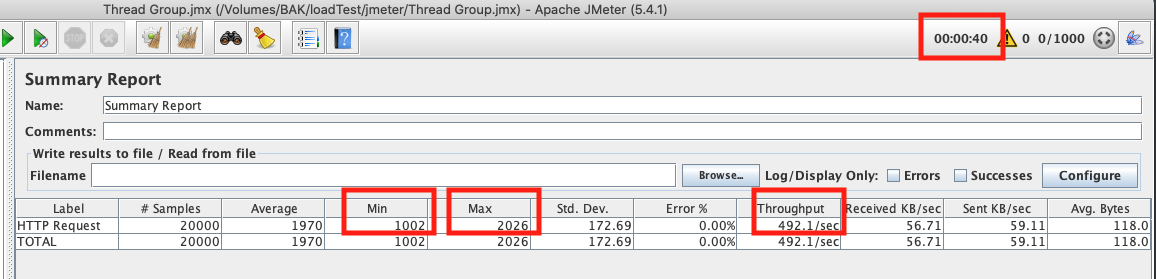 Thread Group.jmx (/Volumes/BAK/loadTest/jmeter/Thread Group.jmx) - Apache JMeter (5.4.1)
STOP 00:00:40 0 0/1000
Summary Report
Name: Summary Report
Comments:
Write results to file / Read from file
Filename Browse... Log/Display Only: Errors Successes Configure
Label # Samples Average Min Max Std. Dev. Error % Throughput Received KB/sec Sent KB/sec Avg. Bytes
HTTP Request 20000 1970 1002 2026 172.69 0.00% 492.1/sec 56.71 59.11 118.0
TOTAL 20000 1970 1002 2026 172.69 0.00% 492.1/sec 56.71 59.11 118.0